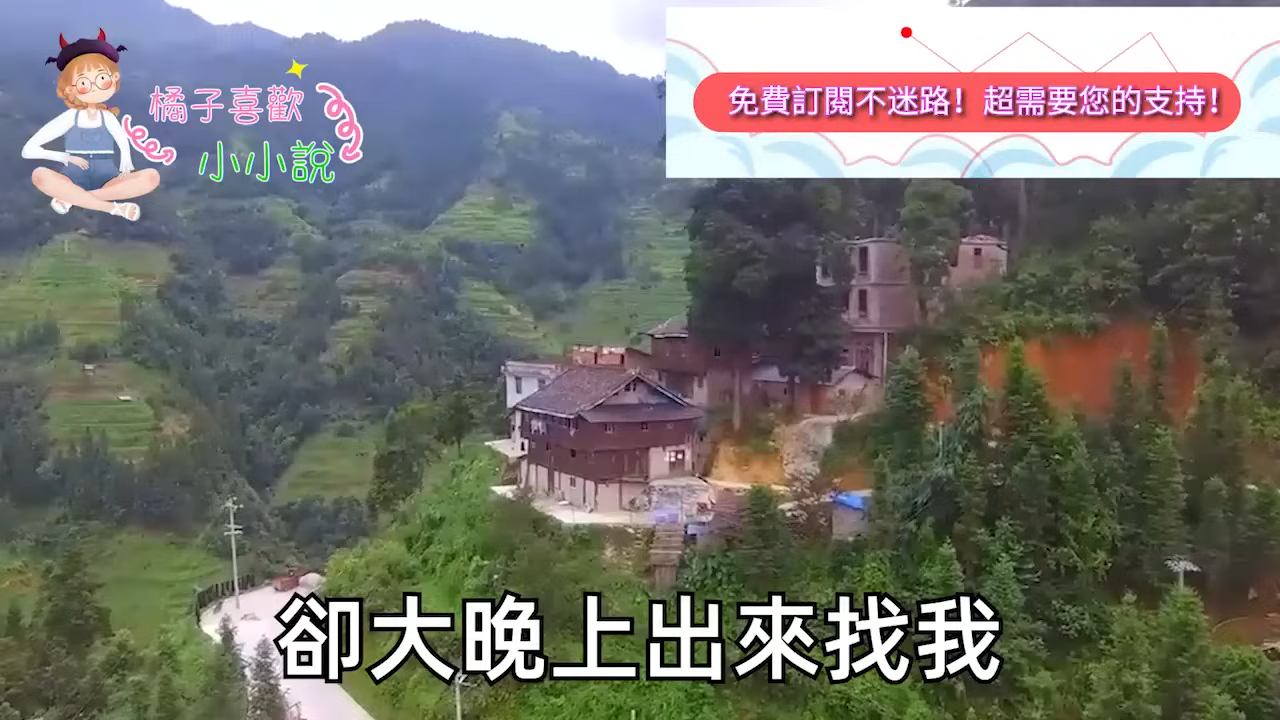 橘子喜歡
小小說
免費訂閱不迷路！超需要您的支持！
卻大晚上出來找我